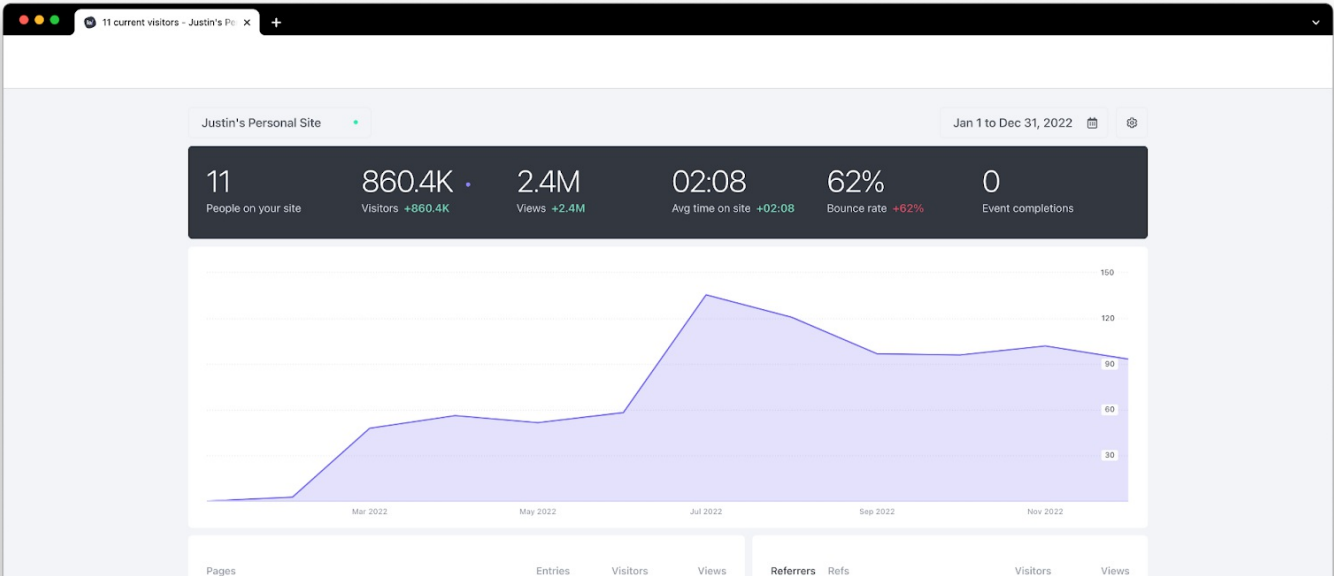 11 current visitors - Justin's Pe
Justin's Personal Site
Jan 1 to Dec 31, 2022
11 860.4K 2.4M 02:08 62% 0
People on your site Visitors +860.4K Views +2.4M Avg time on site +02:08 Bounce rate +62% Event completions
150
120
90
60
30
Mar 2022 May 2022 Jul 2022 Sep 2022 Nov 2022
Pages Entries Visitors Views Referrers Refs Visitors Views